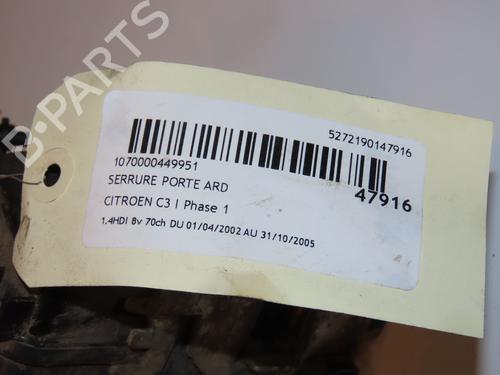 B-PARTS
5272190147916
1070000449951
47916
SERRURE PORTE ARD
CITROEN C3 I Phase 1
1.4HDI 8v 70ch DU 01/04/2002 AU 31/10/2005